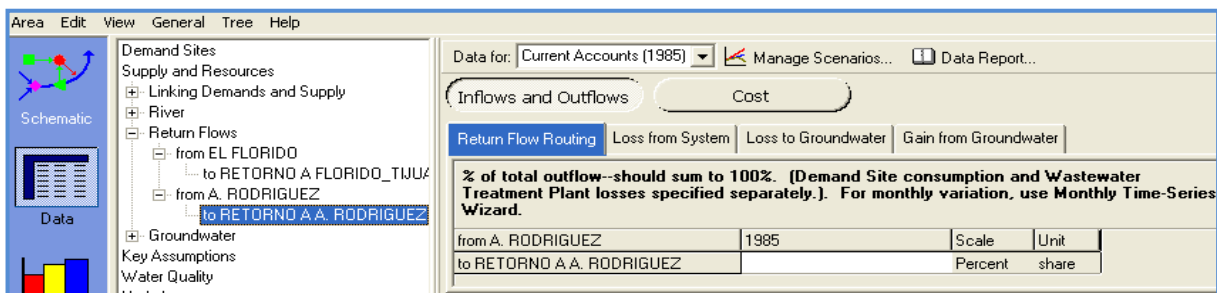 Area Edit View General Tree Help
Schematic
Data
Demand Sites
Supply and Resources
Linking Demands and Supply
River
Return Flows
from EL FLORIDO
to RETORNO A FLORIDO_TIJUA
from A. RODRIGUEZ
to RETORNO A A. RODRIGUEZ
Groundwater
Key Assumptions
Water Quality
Data for: Current Accounts (1985) Manage Scenarios... Data Report...
Inflows and Outflows Cost
Return Flow Routing Loss from System Loss to Groundwater Gain from Groundwater
% of total outflow--should sum to 100%. (Demand Site consumption and Wastewater
Treatment Plant losses specified separately.). For monthly variation, use Monthly Time-Series
Wizard.
from A. RODRIGUEZ 1985 Scale Unit
to RETORNO A A. RODRIGUEZ Percent share